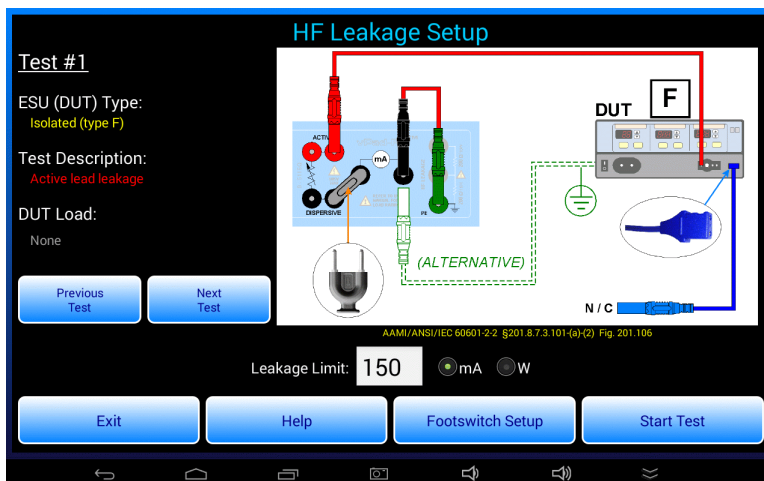 HF Leakage Setup
Test #1
ESU (DUT) Type:
Isolated (type F)
Test Description:
Active lead leakage
DUT Load:
None
Previous
Test
Next
Test
DUT
F
mA
DISPERSIVE
PE
(ALTERNATIVE)
N / C
AAMI/ANSI/IEC 60601-2-2 §201.8.7.3.101-(a)-(2) Fig. 201.106
Leakage Limit: 150 mA W
Exit
Help
Footswitch Setup
Start Test